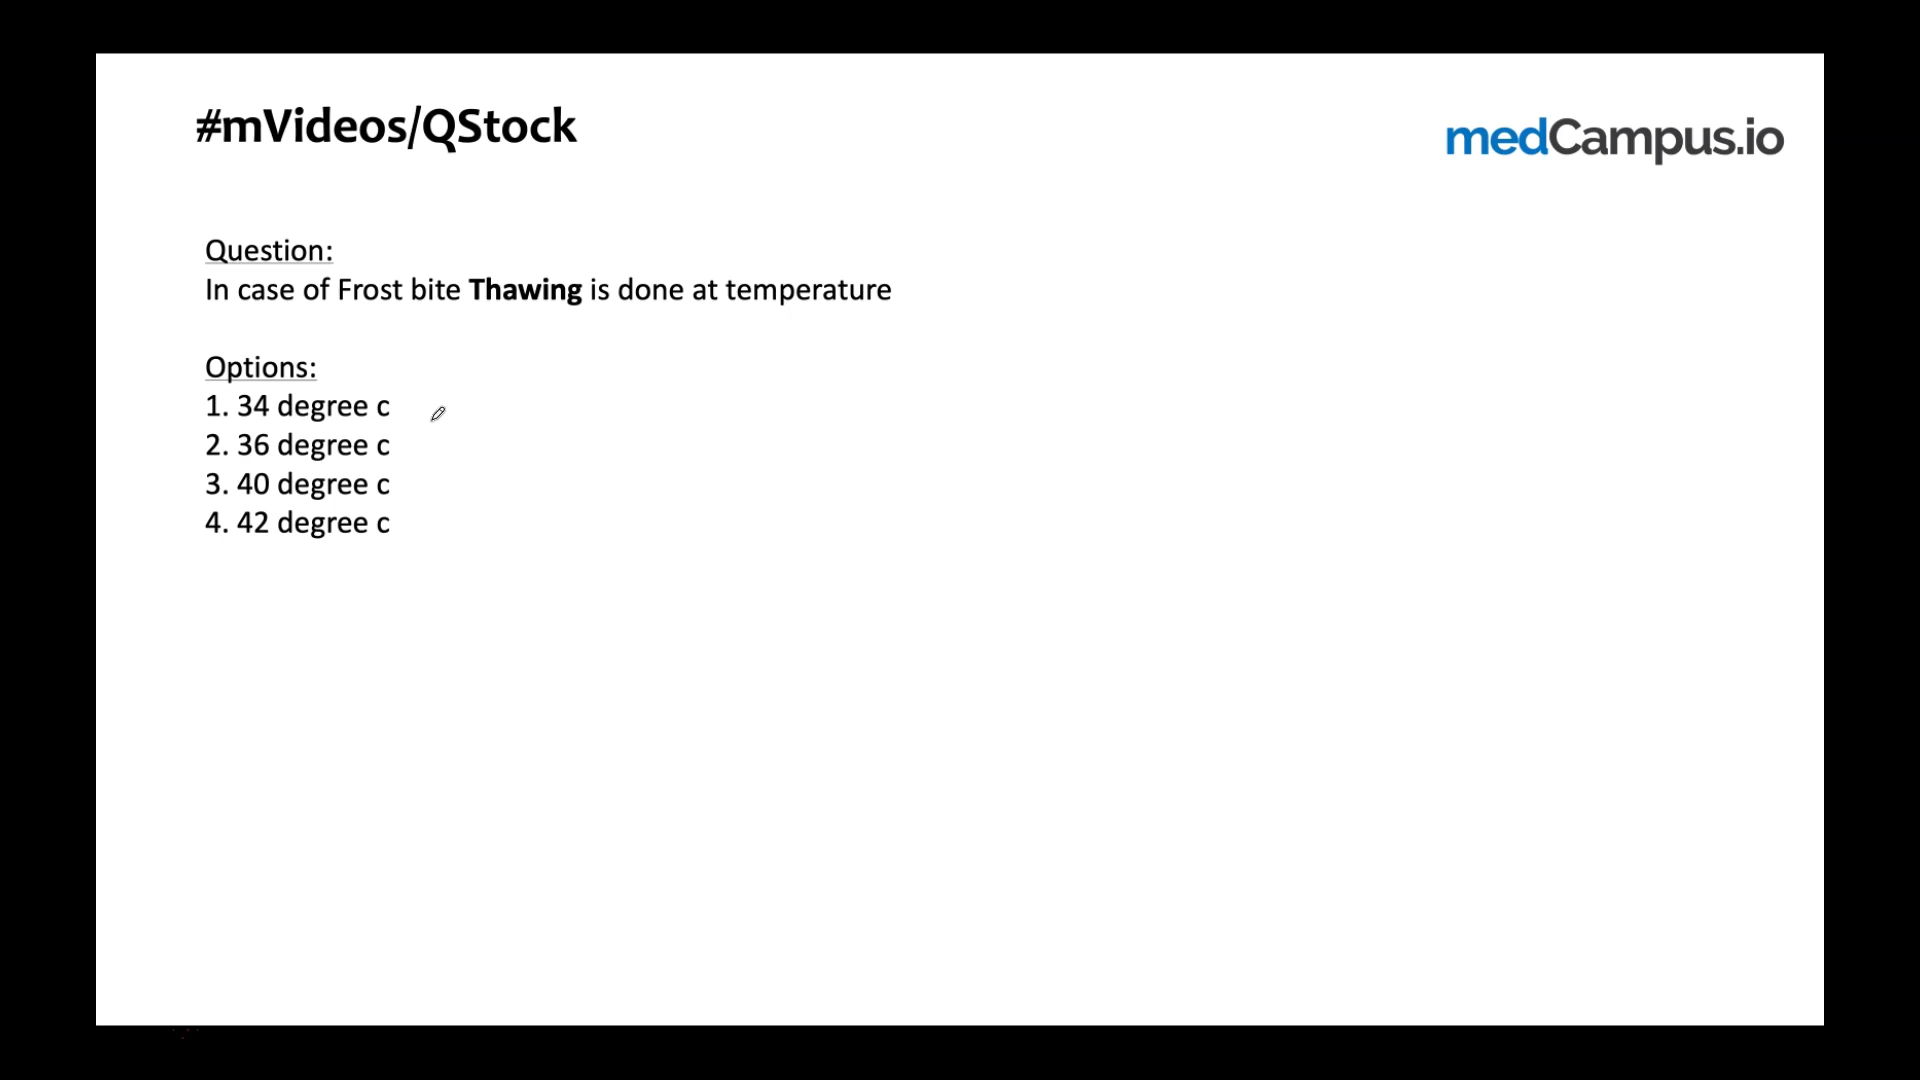 #mVideos/QStock
medCampus.io
Question:
In case of Frost bite Thawing is done at temperature
Options:
1. 34 degree c
2. 36 degree c
3. 40 degree c
4. 42 degree c